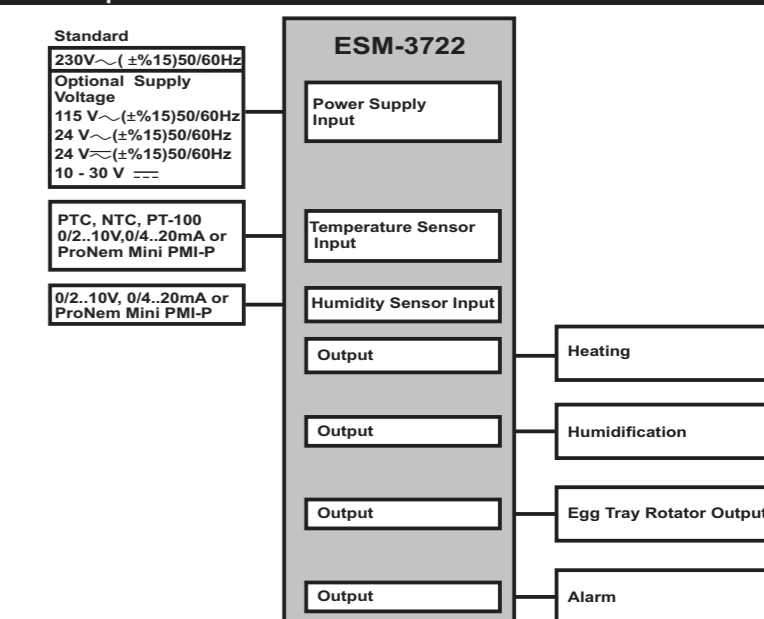 Standard
230V～( ±%15)50/60Hz
Optional Supply
Voltage
115 V～(±%15)50/60Hz
24 V～(±%15)50/60Hz
24 V⏦(±%15)50/60Hz
10 - 30 V ⎓
PTC, NTC, PT-100
0/2..10V,0/4..20mA or
ProNem Mini PMI-P
0/2..10V, 0/4..20mA or
ProNem Mini PMI-P
ESM-3722
Power Supply
Input
Temperature Sensor
Input
Humidity Sensor Input
Output
Heating
Output
Humidification
Output
Egg Tray Rotator Output
Output
Alarm